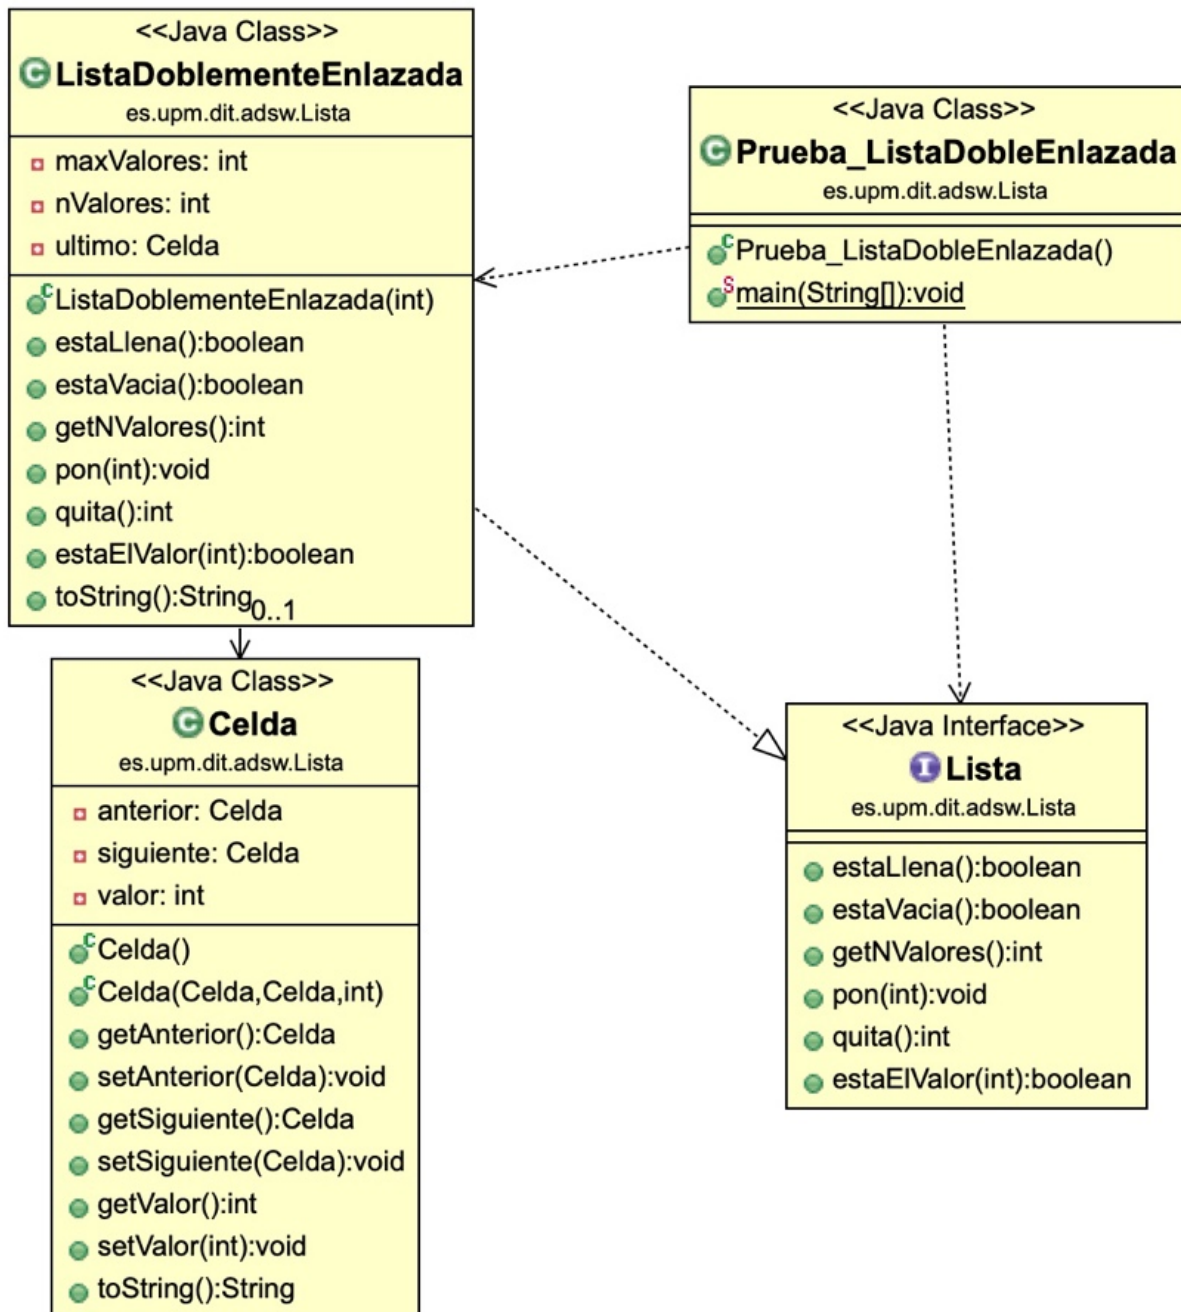 <<Java Class>>
ListaDoblementeEnlazada
es.upm.dit.adsw.Lista
maxValores: int
nValores: int
ultimo: Celda
ListaDoblementeEnlazada(int)
estaLlena():boolean
estaVacia():boolean
getNValores():int
pon(int):void
quita():int
estaElValor(int):boolean
toString():String
0..1
<<Java Class>>
Prueba_ListaDobleEnlazada
es.upm.dit.adsw.Lista
Prueba_ListaDobleEnlazada()
main(String[]):void
<<Java Class>>
Celda
es.upm.dit.adsw.Lista
anterior: Celda
siguiente: Celda
valor: int
Celda()
Celda(Celda,Celda,int)
getAnterior():Celda
setAnterior(Celda):void
getSiguiente():Celda
setSiguiente(Celda):void
getValor():int
setValor(int):void
toString():String
<<Java Interface>>
Lista
es.upm.dit.adsw.Lista
estaLlena():boolean
estaVacia():boolean
getNValores():int
pon(int):void
quita():int
estaElValor(int):boolean